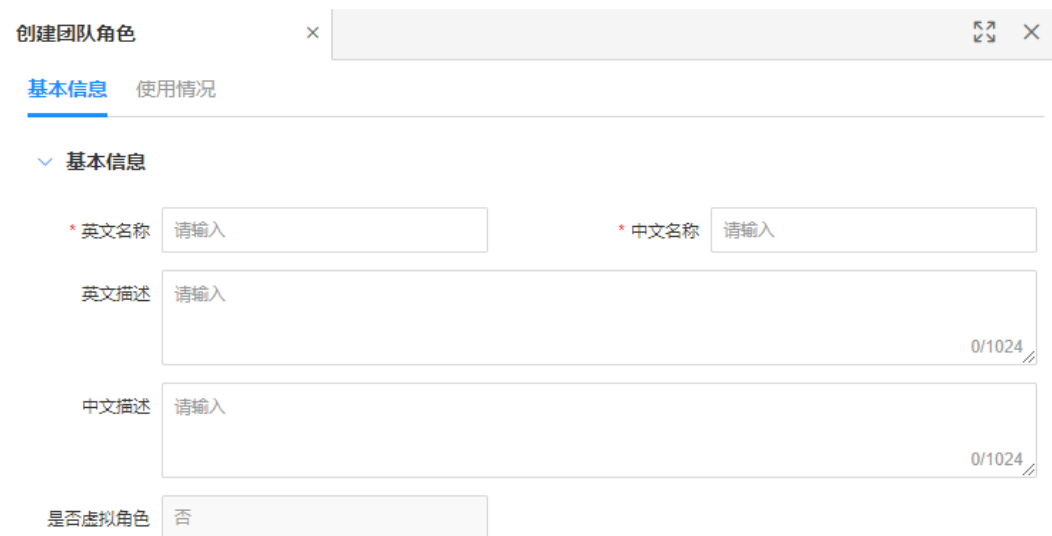 创建团队角色
基本信息 使用情况
基本信息
* 英文名称 请输入 * 中文名称 请输入
英文描述 请输入
0/1024
中文描述 请输入
0/1024
是否虚拟角色 否